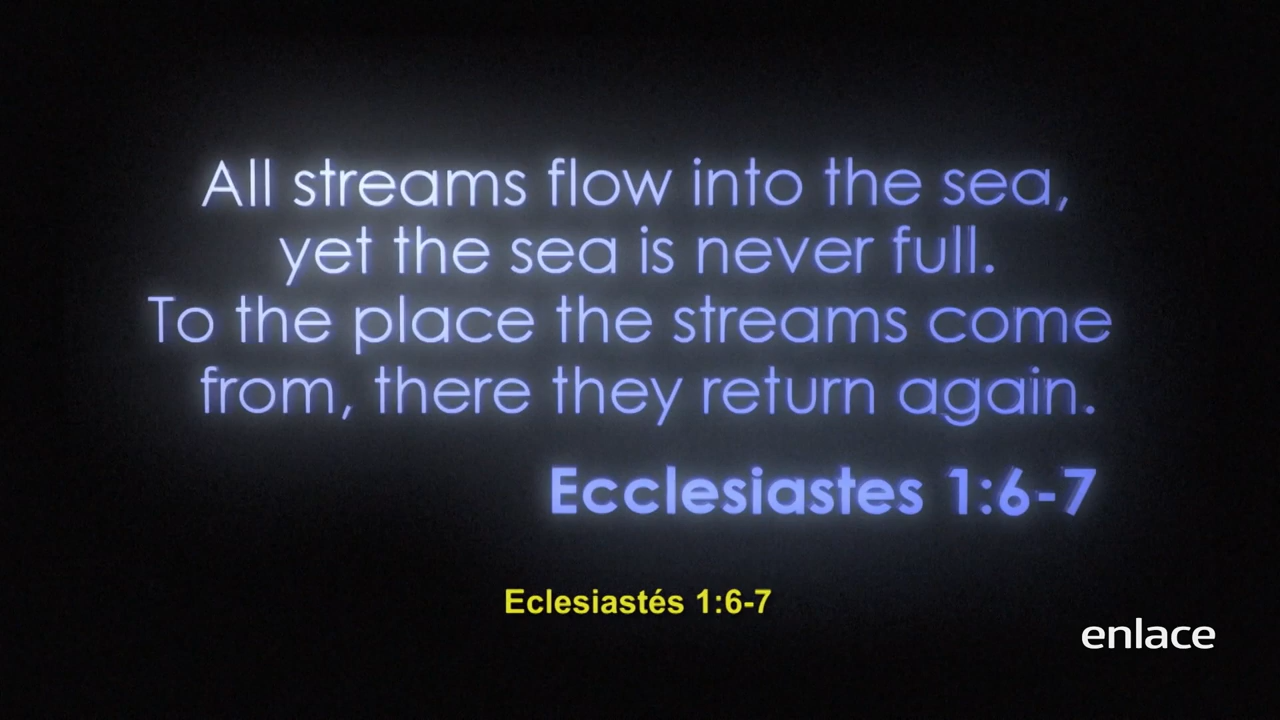 All streams flow into the sea,
yet the sea is never full.
To the place the streams come
from, there they return again.
Ecclesiastes 1:6-7
Eclesiastés 1:6-7
enlace